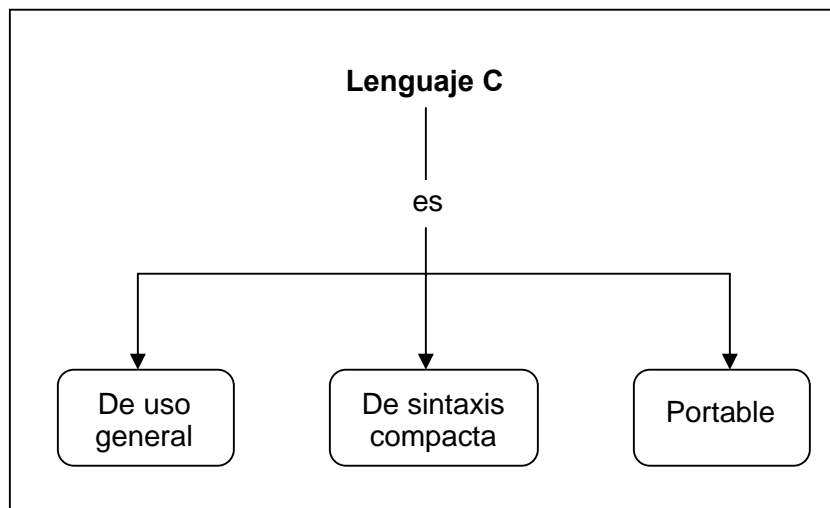 Lenguaje C
es
De uso
general
De sintaxis
compacta
Portable